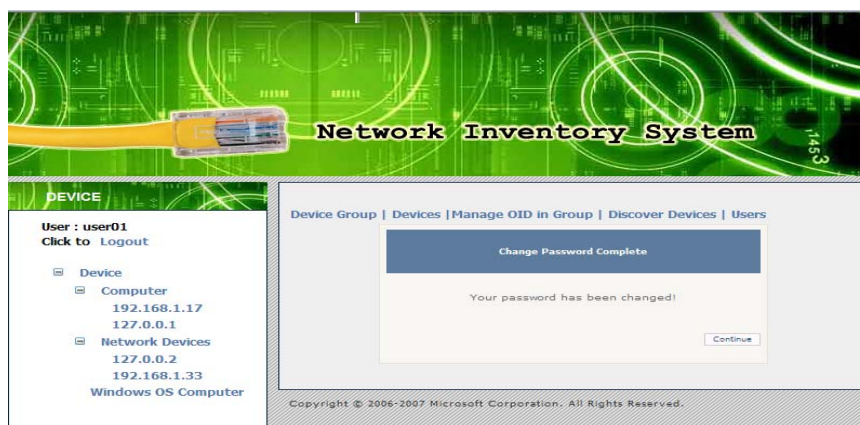 Network Inventory System
1453
DEVICE
User : user01
Click to Logout
Device
Computer
192.168.1.17
127.0.0.1
Network Devices
127.0.0.2
192.168.1.33
Windows OS Computer
Device Group | Devices |Manage OID in Group | Discover Devices | Users
Change Password Complete
Your password has been changed!
Continue
Copyright © 2006-2007 Microsoft Corporation. All Rights Reserved.